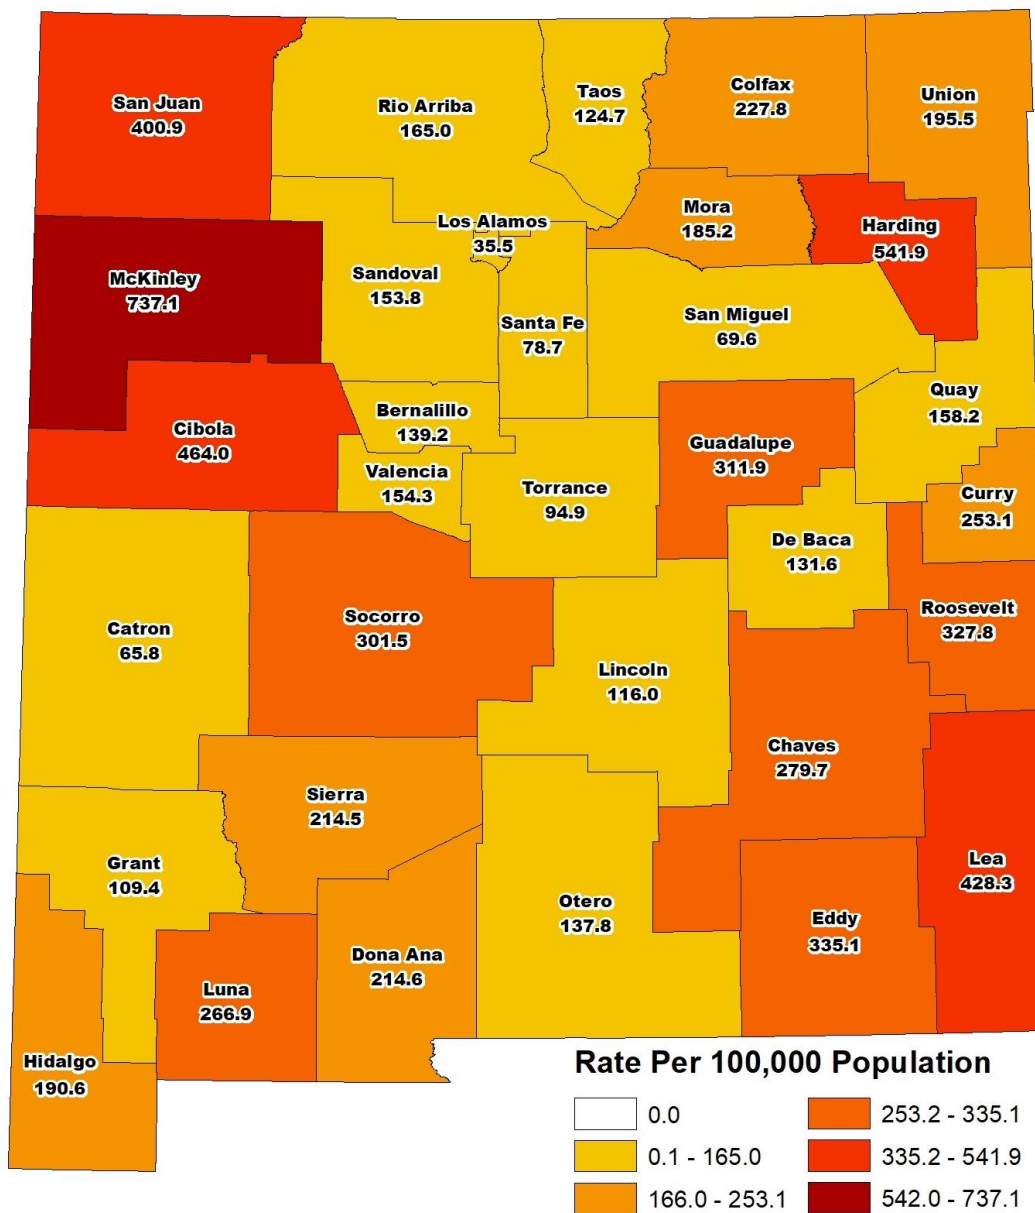 San Juan
400.9
Rio Arriba
165.0
Taos
124.7
Colfax
227.8
Union
195.5
Los Alamos
35.5
Mora
185.2
Harding
541.9
McKinley
737.1
Sandoval
153.8
Santa Fe
78.7
San Miguel
69.6
Quay
158.2
Cibola
464.0
Bernalillo
139.2
Valencia
154.3
Torrance
94.9
Guadalupe
311.9
Curry
253.1
De Baca
131.6
Roosevelt
327.8
Catron
65.8
Socorro
301.5
Lincoln
116.0
Chaves
279.7
Sierra
214.5
Grant
109.4
Otero
137.8
Lea
428.3
Eddy
335.1
Dona Ana
214.6
Luna
266.9
Hidalgo
190.6
Rate Per 100,000 Population
0.0
0.1 - 165.0
166.0 - 253.1
253.2 - 335.1
335.2 - 541.9
542.0 - 737.1